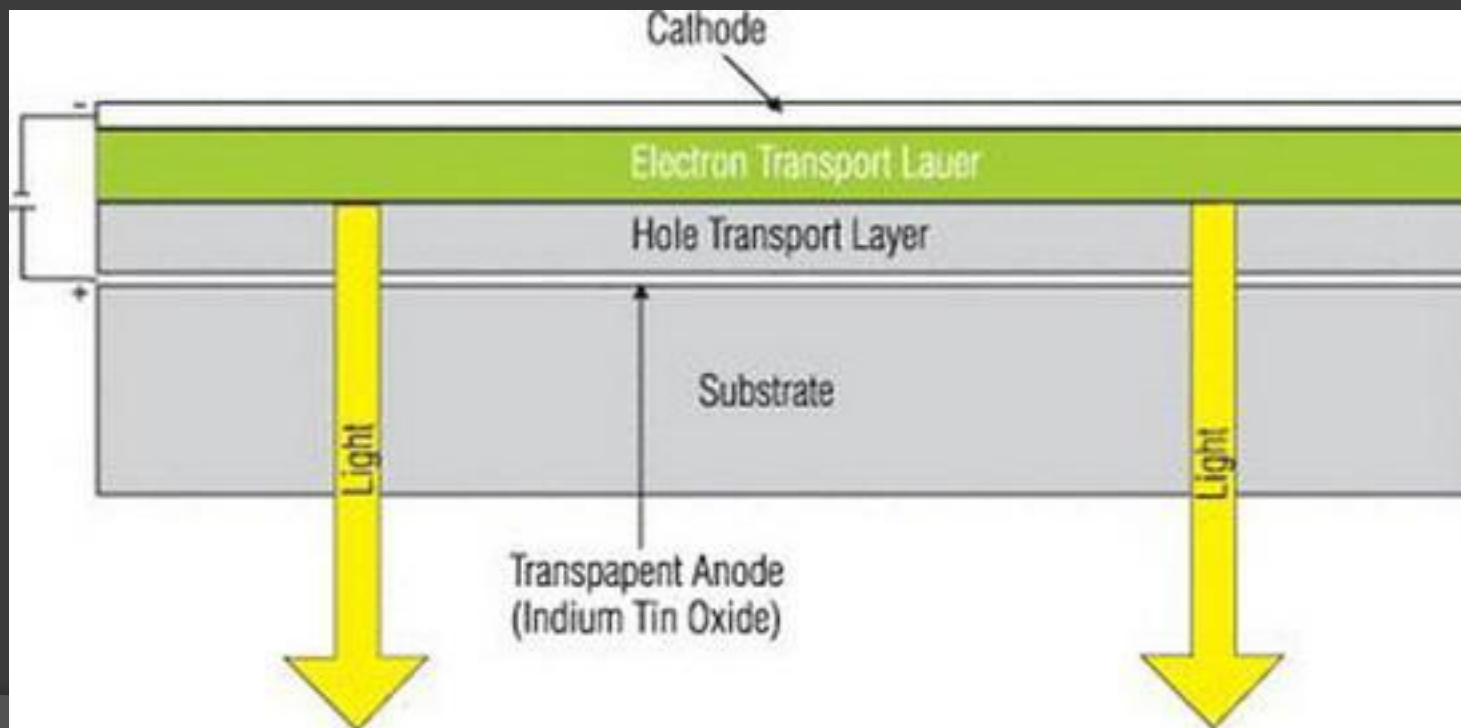 Cathode
-
Electron Transport Lauer
Hole Transport Layer
+
Substrate
Light
Light
Transpapent Anode
(Indium Tin Oxide)